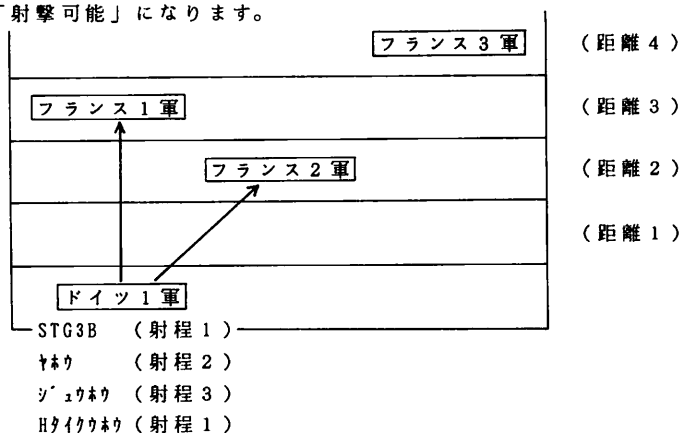 「射撃可能」になります。
フランス3軍 (距離4)
フランス1軍 (距離3)
フランス2軍 (距離2)
(距離1)
ドイツ1軍
STG3B (射程1)
ﾔﾎｳ (射程2)
ｼﾞｭｳﾎｳ (射程3)
Hﾀｲｸｳﾎｳ (射程1)